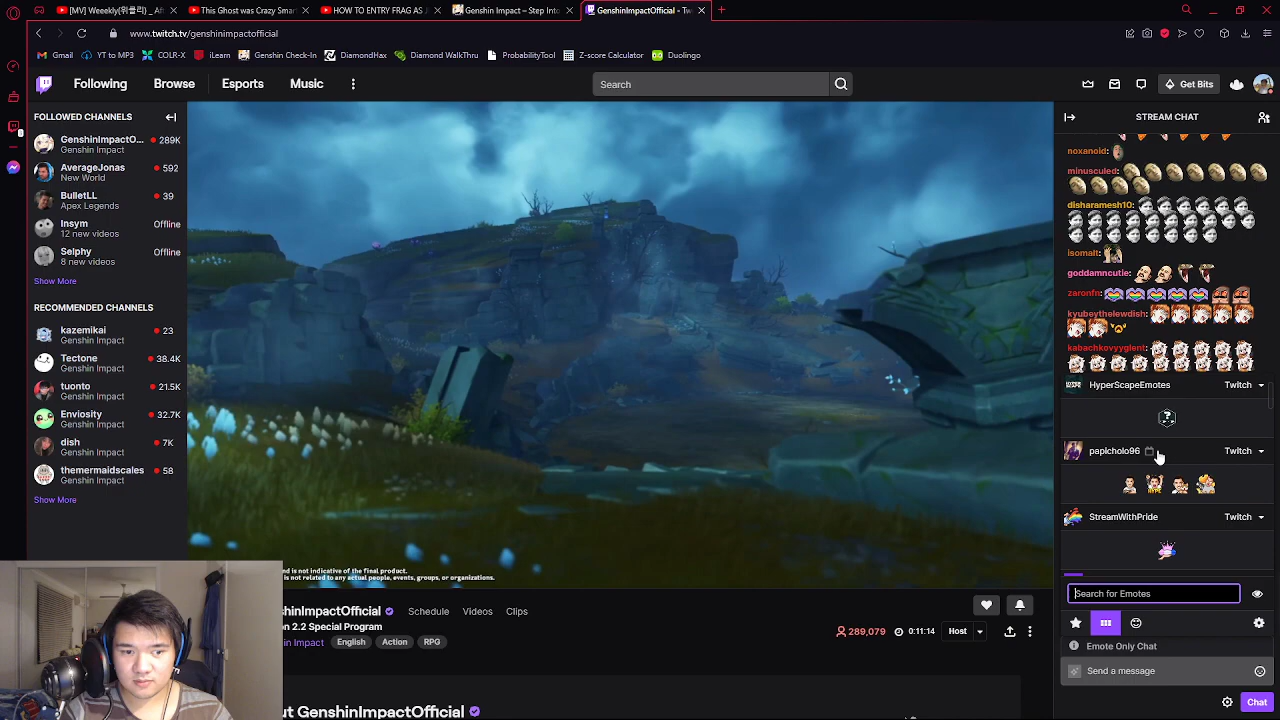 [MV] Weeekly(위클리) _ Af
This Ghost was Crazy Smar
HOW TO ENTRY FRAG AS J
Genshin Impact – Step Into
GenshinImpactOfficial - Tw
www.twitch.tv/genshinimpactofficial
Gmail
YT to MP3
COLR-X
iLearn
Genshin Check-In
DiamondHax
Diamond WalkThru
ProbabilityTool
Z-score Calculator
Duolingo
Following
Browse
Esports
Music
Search
Get Bits
FOLLOWED CHANNELS
GenshinImpactO... 289K
Genshin Impact
AverageJonas 592
New World
BulletLL 39
Apex Legends
Insym Offline
12 new videos
Selphy Offline
8 new videos
Show More
RECOMMENDED CHANNELS
kazemikai 23
Genshin Impact
Tectone 38.4K
Genshin Impact
tuonto 21.5K
Genshin Impact
Enviosity 32.7K
Genshin Impact
dish 7K
Genshin Impact
themermaidscales 58
Genshin Impact
Show More
nd is not indicative of the final product.
is not related to any actual people, events, groups, or organizations.
nshinImpactOfficial
Schedule
Videos
Clips
on 2.2 Special Program
in Impact
English
Action
RPG
289,079
0:11:14
Host
ut GenshinImpactOfficial
STREAM CHAT
noxanoid:
minusculed:
disharamesh10:
isomalt:
goddamncutie:
zaronfn:
kyubeythelewdish:
kabachkovyyglent:
HyperScapeEmotes Twitch
papicholo96 Twitch
StreamWithPride Twitch
Search for Emotes
Emote Only Chat
Send a message
Chat